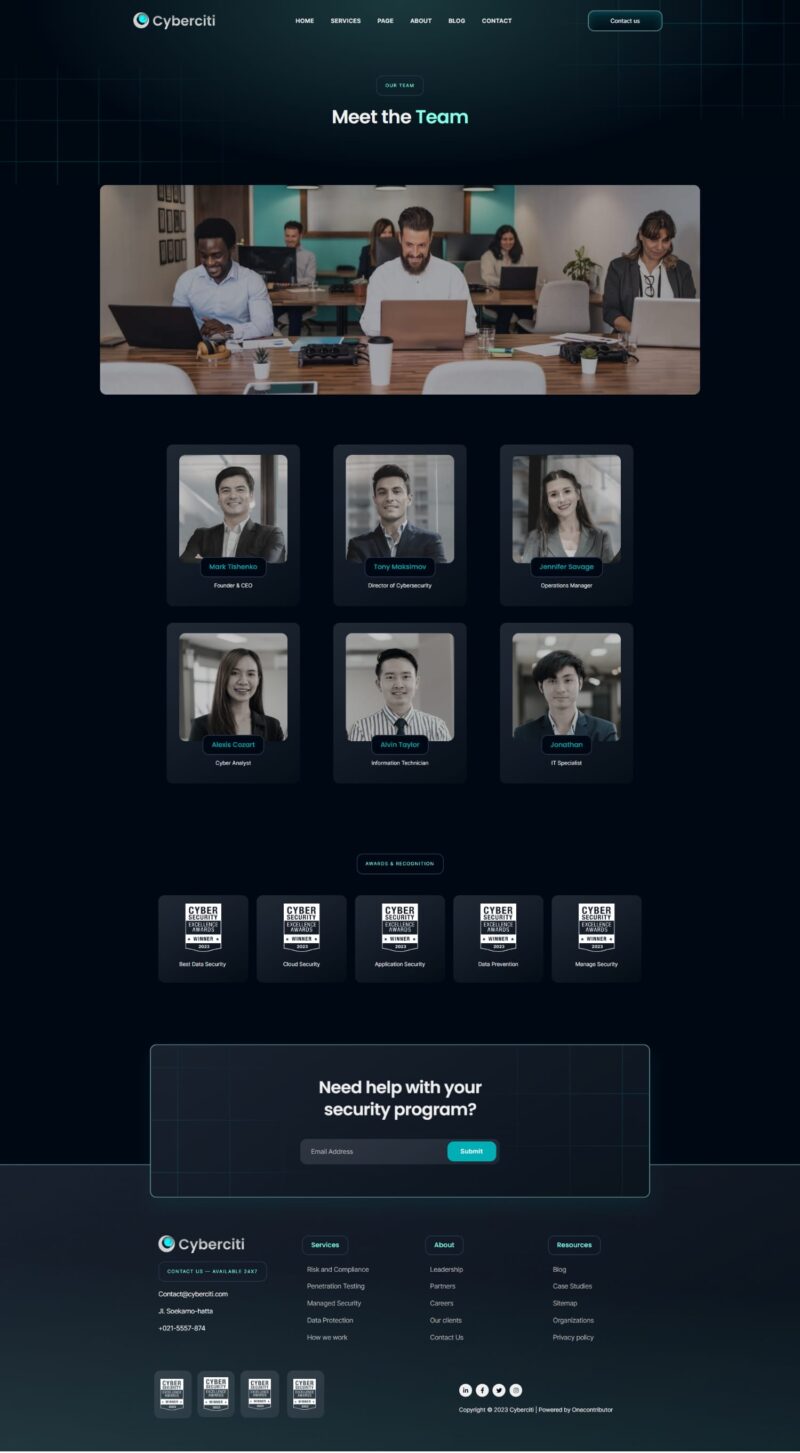 Cyberciti
HOME SERVICES PAGE ABOUT BLOG CONTACT
Contact us
OUR TEAM
Meet the Team
Mark Tishenko
Founder & CEO
Tony Maksimov
Director of Cybersecurity
Jennifer Savage
Operations Manager
Alexis Cozart
Cyber Analyst
Alvin Taylor
Information Technician
Jonathan
IT Specialist
AWARDS & RECOGNITION
CYBER
SECURITY
EXCELLENCE
AWARDS
WINNER
2023
Best Data Security
CYBER
SECURITY
EXCELLENCE
AWARDS
WINNER
2023
Cloud Security
CYBER
SECURITY
EXCELLENCE
AWARDS
WINNER
2023
Application Security
CYBER
SECURITY
EXCELLENCE
AWARDS
WINNER
2023
Data Prevention
CYBER
SECURITY
EXCELLENCE
AWARDS
WINNER
2023
Manage Security
Need help with your
security program?
Email Address
Submit
Cyberciti
CONTACT US — AVAILABLE 24X7
Contact@cyberciti.com
Jl. Soekarno-hatta
+021-5557-874
Services
Risk and Compliance
Penetration Testing
Managed Security
Data Protection
How we work
About
Leadership
Partners
Careers
Our clients
Contact Us
Resources
Blog
Case Studies
Sitemap
Organizations
Privacy policy
CYBER
SECURITY
EXCELLENCE
AWARDS
WINNER
2023
CYBER
SECURITY
EXCELLENCE
AWARDS
WINNER
2023
CYBER
SECURITY
EXCELLENCE
AWARDS
WINNER
2023
CYBER
SECURITY
EXCELLENCE
AWARDS
WINNER
2023
Copyright © 2023 Cyberciti | Powered by Onecontributor